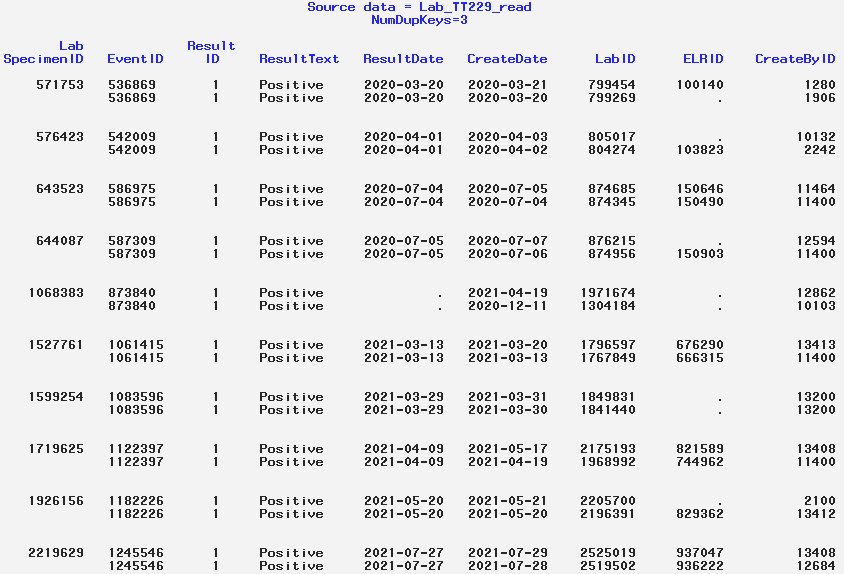 Source data = Lab_TT229_read
NumDupKeys=3
Lab Result
SpecimenID EventID ID ResultText ResultDate CreateDate LabID ELRID CreateByID
571753 536869 1 Positive 2020-03-20 2020-03-21 799454 100140 1280
536869 1 Positive 2020-03-20 2020-03-20 799269 . 1906
576423 542009 1 Positive 2020-04-01 2020-04-03 805017 . 10132
542009 1 Positive 2020-04-01 2020-04-02 804274 103823 2242
643523 586975 1 Positive 2020-07-04 2020-07-05 874685 150646 11464
586975 1 Positive 2020-07-04 2020-07-04 874345 150490 11400
644087 587309 1 Positive 2020-07-05 2020-07-07 876215 . 12594
587309 1 Positive 2020-07-05 2020-07-06 874956 150903 11400
1068383 873840 1 Positive . 2021-04-19 1971674 . 12862
873840 1 Positive . 2020-12-11 1304184 . 10103
1527761 1061415 1 Positive 2021-03-13 2021-03-20 1796597 676290 13413
1061415 1 Positive 2021-03-13 2021-03-13 1767849 666315 11400
1599254 1083596 1 Positive 2021-03-29 2021-03-31 1849831 . 13200
1083596 1 Positive 2021-03-29 2021-03-30 1841440 . 13200
1719625 1122397 1 Positive 2021-04-09 2021-05-17 2175193 821589 13408
1122397 1 Positive 2021-04-09 2021-04-19 1968992 744962 11400
1926156 1182226 1 Positive 2021-05-20 2021-05-21 2205700 . 2100
1182226 1 Positive 2021-05-20 2021-05-20 2196391 829362 13412
2219629 1245546 1 Positive 2021-07-27 2021-07-29 2525019 937047 13408
1245546 1 Positive 2021-07-27 2021-07-28 2519502 936222 12684